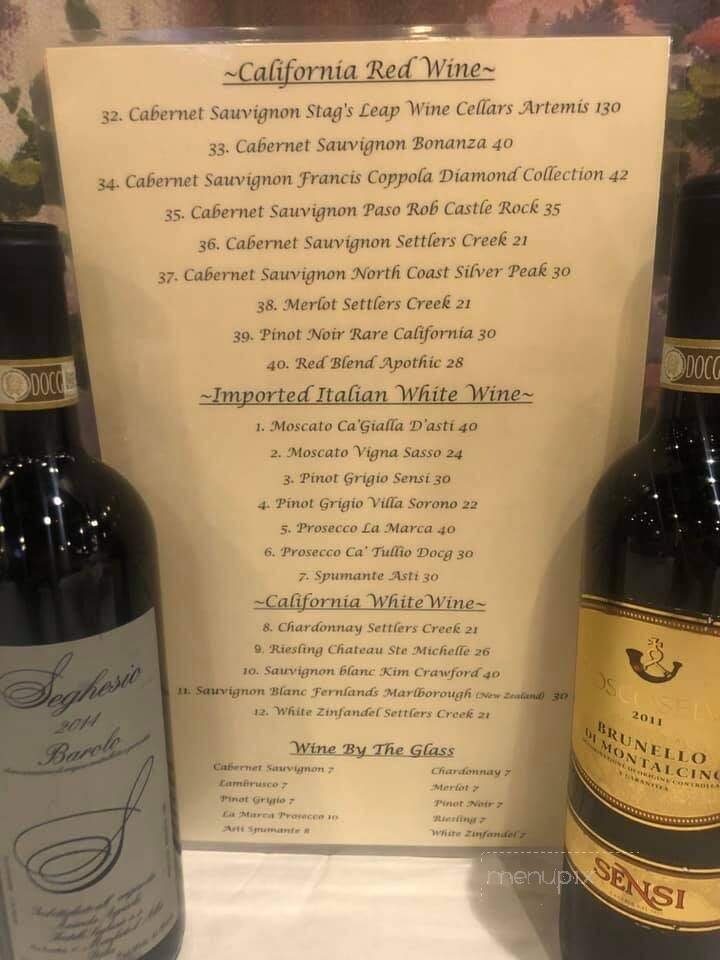 ~California Red Wine~
32. Cabernet Sauvignon Stag's Leap Wine Cellars Artemis 130
33. Cabernet Sauvignon Bonanza 40
34. Cabernet Sauvignon Francis Coppola Diamond Collection 42
35. Cabernet Sauvignon Paso Rob Castle Rock 35
36. Cabernet Sauvignon Settlers Creek 21
37. Cabernet Sauvignon North Coast Silver Peak 30
38. Merlot Settlers Creek 21
39. Pinot Noir Rare California 30
40. Red Blend Apothic 28
~Imported Italian White Wine~
1. Moscato Ca'Gialla D'asti 40
2. Moscato Vigna Sasso 24
3. Pinot Grigio Sensi 30
4. Pinot Grigio Villa Sorono 22
5. Prosecco La Marca 40
6. Prosecco Ca' Tullio Docg 30
7. Spumante Asti 30
~California WhiteWine~
8. Chardonnay Settlers Creek 21
9. Riesling Chateau Ste Michelle 26
10. Sauvignon blanc Kim Crawford 40
11. Sauvignon Blanc Fernlands Marlborough (New Zealand) 30
12. White Zinfandel Settlers Creek 21
Wine By The Glass
Cabernet Sauvignon 7
Lambrusco 7
Pinot Grigio 7
La Marca Prosecco 10
Asti Spumante 8
Chardonnay 7
Merlot 7
Pinot Noir 7
Riesling 7
White Zinfandel 7
DOCG
Seghesio
2014
Barolo
DOCG
2011
BRUNELLO
DI MONTALCINO
DENOMINAZIONE DI ORIGINE CONTROLLATA
E GARANTITA
SENSI
menupix